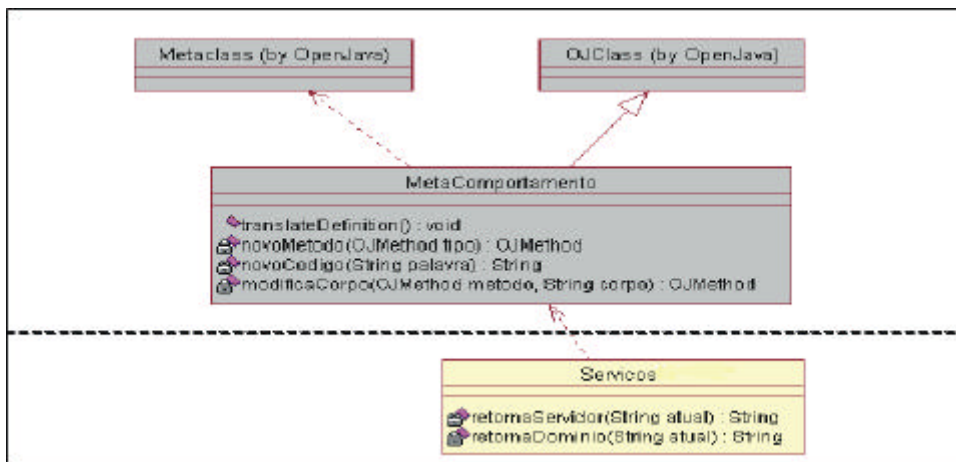 Metaclass (by OpenJava)
OJClass (by OpenJava)
MetaComportamento
translateDefinition() : void
novoMetodo(OJMethod tipo) : OJMethod
novoCodigo(String palavra) : String
modificaCorpo(OJMethod metodo, String corpo) : OJMethod
Servicos
retornaServidor(String atual) : String
retornaDominio(String atual) : String